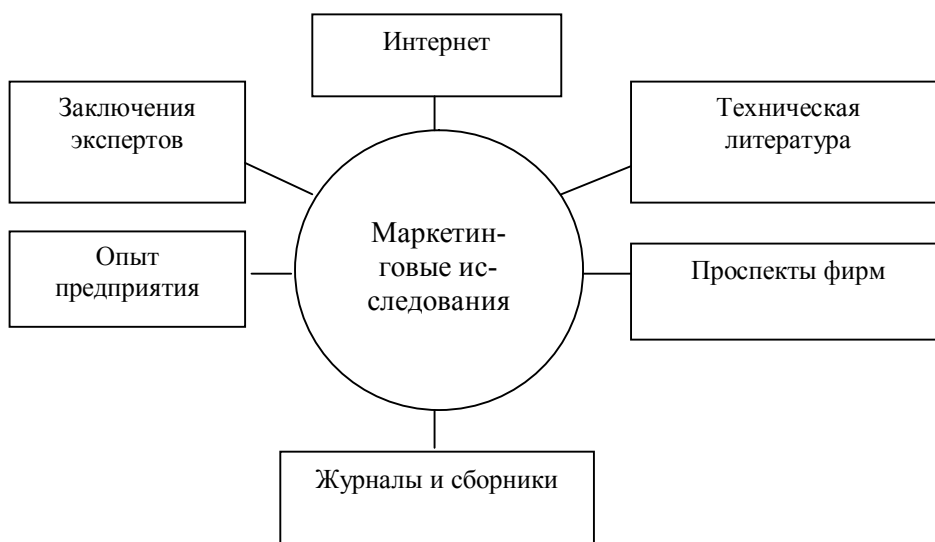 Интернет
Заключения
экспертов
Техническая
литература
Маркетин-
говые ис-
следования
Опыт
предприятия
Проспекты фирм
Журналы и сборники